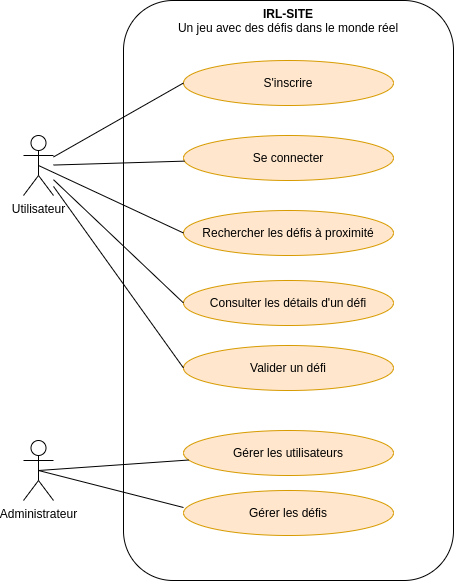 IRL-SITE
Un jeu avec des défis dans le monde réel
S'inscrire
Se connecter
Utilisateur
Rechercher les défis à proximité
Consulter les détails d'un défi
Valider un défi
Gérer les utilisateurs
Administrateur
Gérer les défis